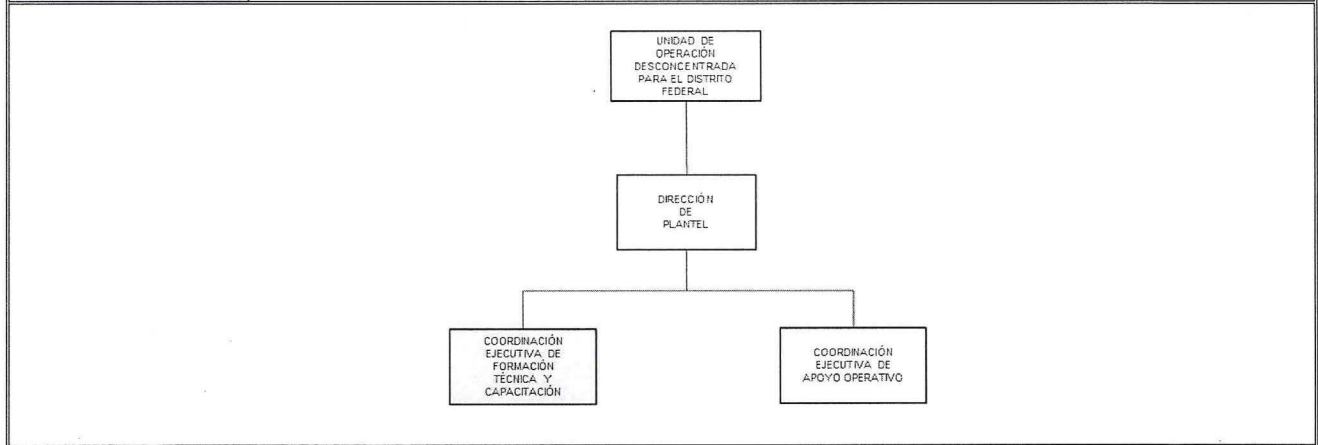 UNIDAD DE
OPERACIÓN
DESCONCENTRADA
PARA EL DISTRITO
FEDERAL
DIRECCIÓN
DE
PLANTEL
COORDINACIÓN
EJECUTIVA DE
FORMACIÓN
TÉCNICA Y
CAPACITACIÓN
COORDINACIÓN
EJECUTIVA DE
APOYO OPERATIVO